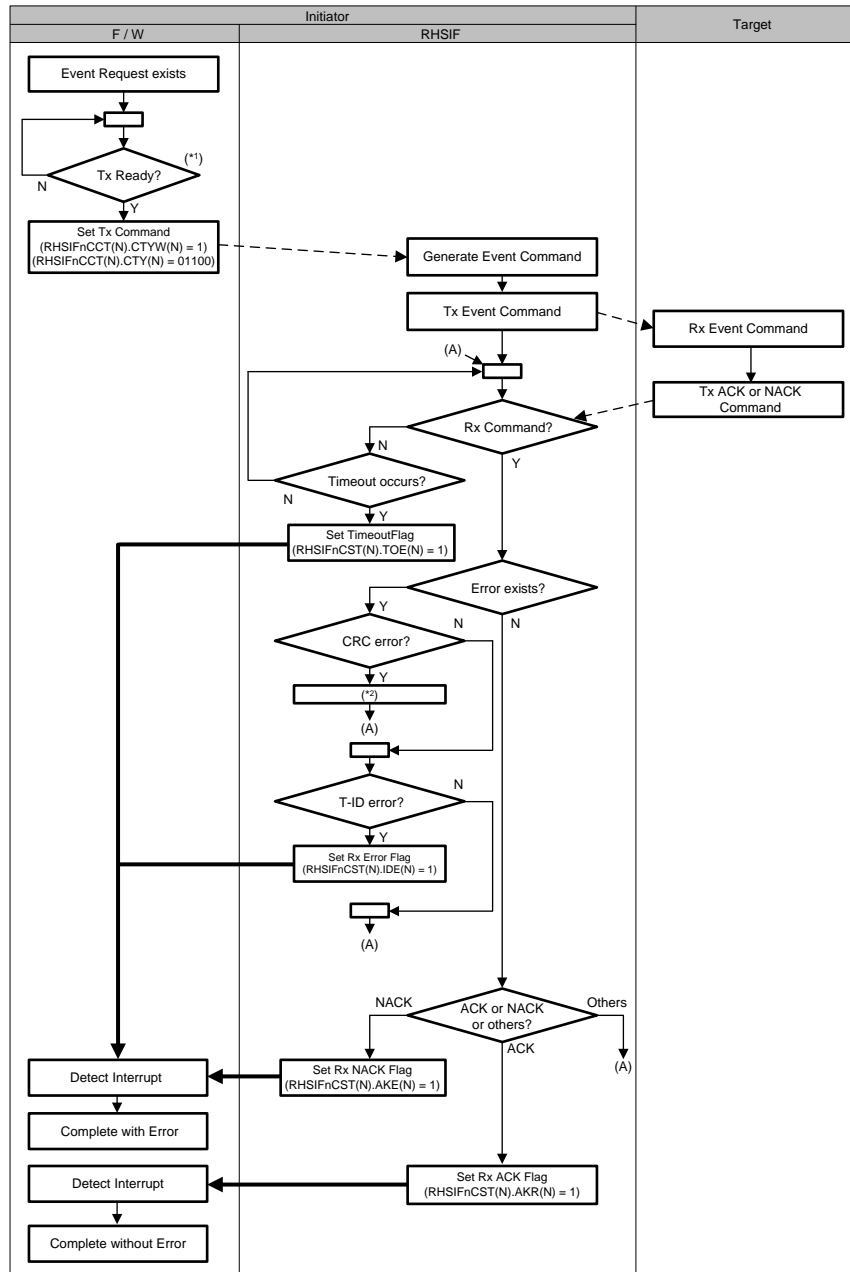 Initiator
Target
F / W
RHSIF
Event Request exists
(*1)
Tx Ready?
N
Y
Set Tx Command
(RHSIFnCCT(N).CTYW(N) = 1)
(RHSIFnCCT(N).CTY(N) = 01100)
Generate Event Command
Tx Event Command
Rx Event Command
(A)
Tx ACK or NACK
Command
Rx Command?
N
Y
Timeout occurs?
N
Y
Set TimeoutFlag
(RHSIFnCST(N).TOE(N) = 1)
Error exists?
Y
N
N
CRC error?
Y
(*2)
(A)
N
T-ID error?
Y
Set Rx Error Flag
(RHSIFnCST(N).IDE(N) = 1)
(A)
NACK
ACK or NACK
or others?
Others
ACK
(A)
Set Rx NACK Flag
(RHSIFnCST(N).AKE(N) = 1)
Detect Interrupt
Complete with Error
Set Rx ACK Flag
(RHSIFnCST(N).AKR(N) = 1)
Detect Interrupt
Complete without Error